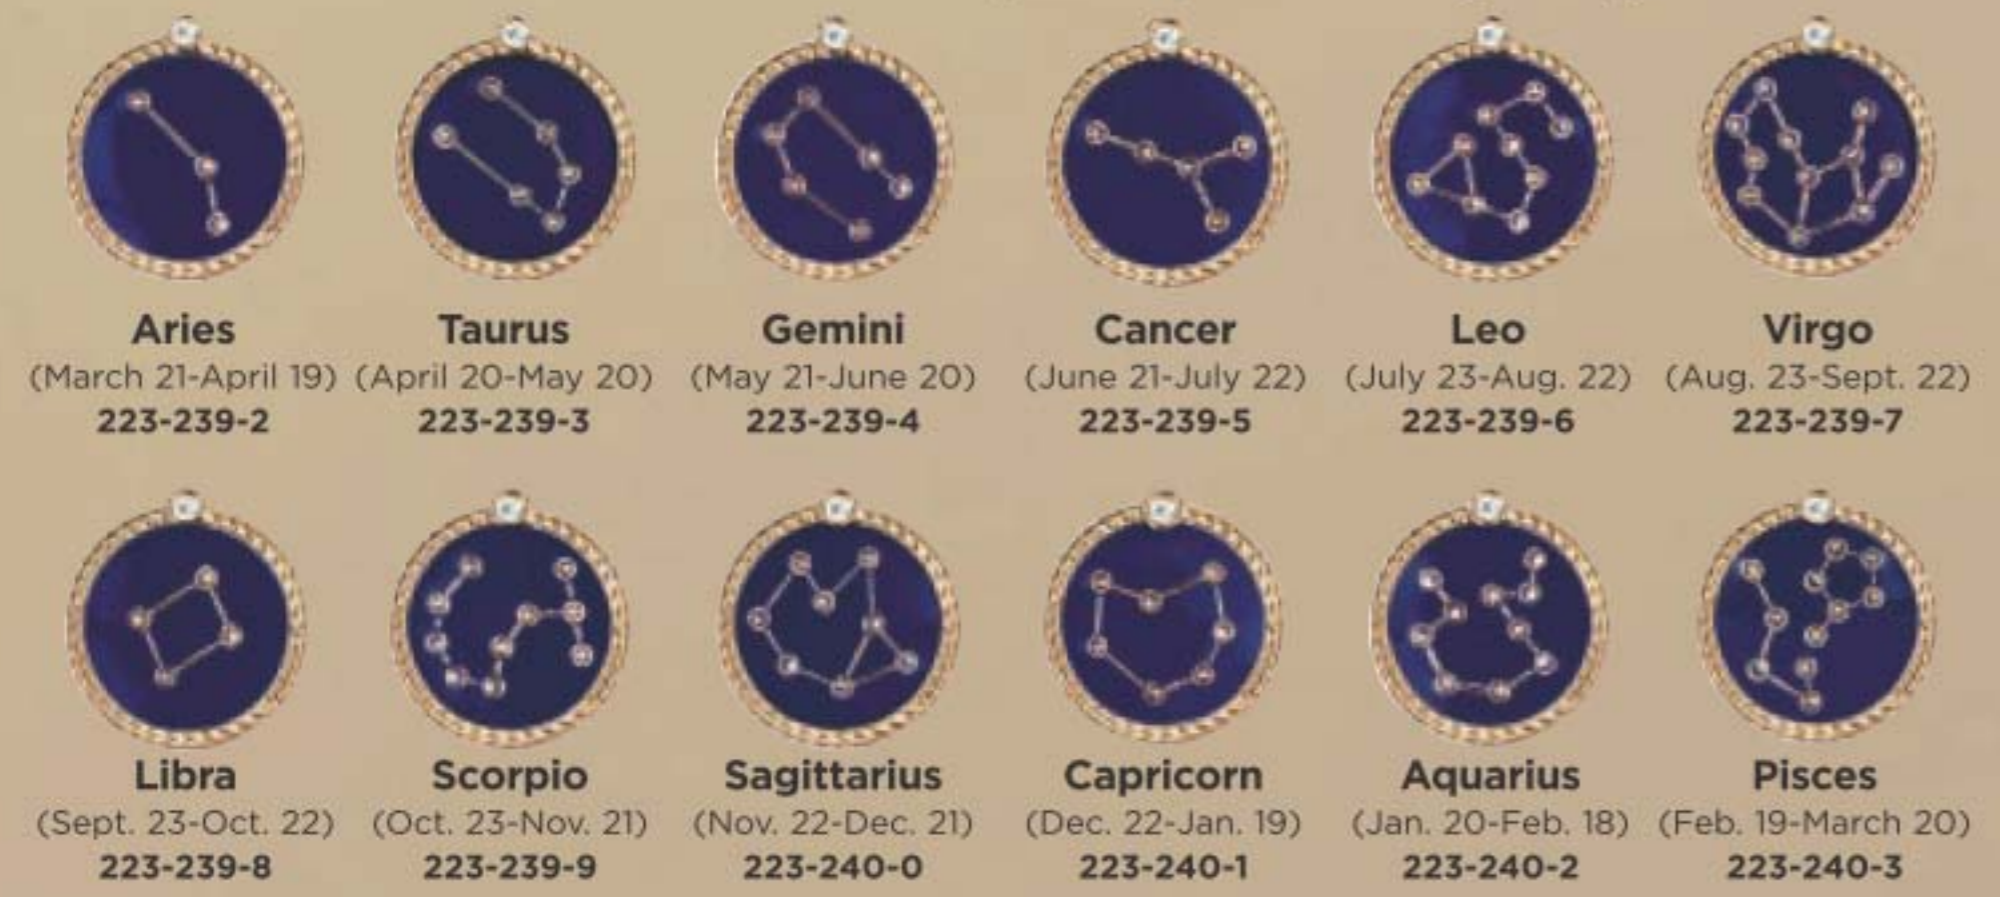 Aries
(March 21-April 19)
223-239-2
Taurus
(April 20-May 20)
223-239-3
Gemini
(May 21-June 20)
223-239-4
Cancer
(June 21-July 22)
223-239-5
Leo
(July 23-Aug. 22)
223-239-6
Virgo
(Aug. 23-Sept. 22)
223-239-7
Libra
(Sept. 23-Oct. 22)
223-239-8
Scorpio
(Oct. 23-Nov. 21)
223-239-9
Sagittarius
(Nov. 22-Dec. 21)
223-240-0
Capricorn
(Dec. 22-Jan. 19)
223-240-1
Aquarius
(Jan. 20-Feb. 18)
223-240-2
Pisces
(Feb. 19-March 20)
223-240-3